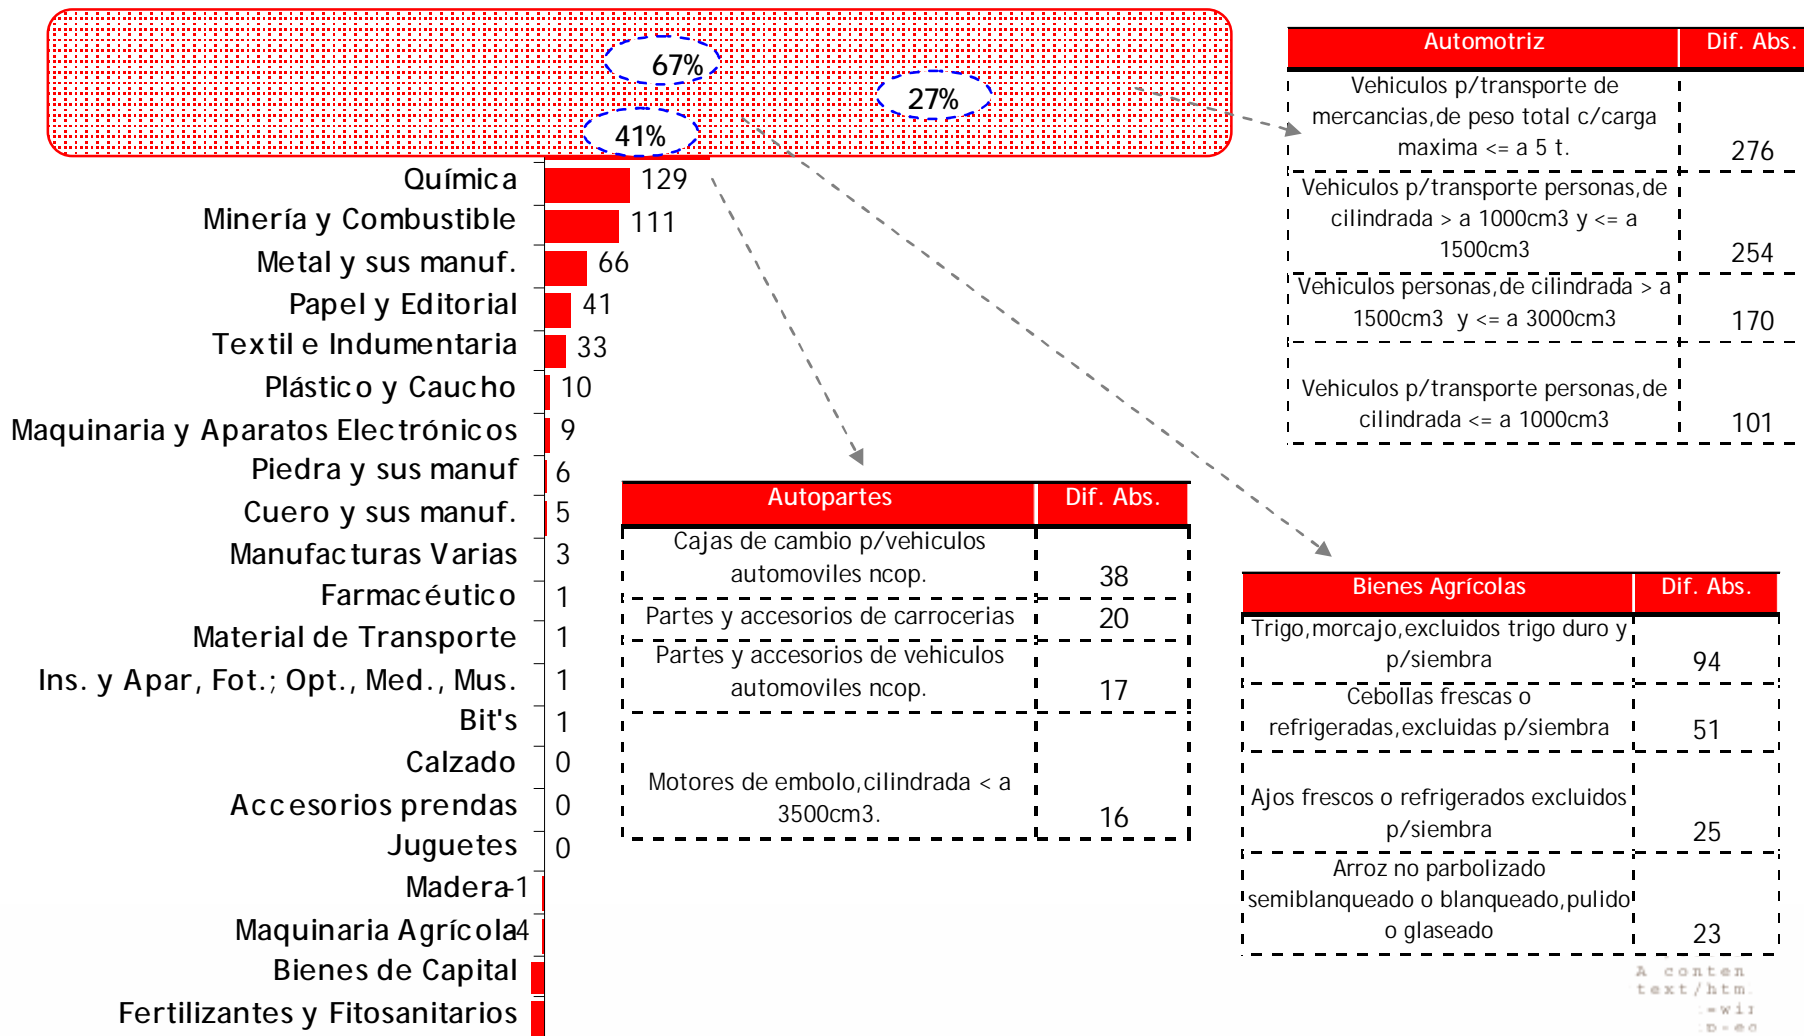 67%
27%
41%
Química 129
Minería y Combustible 111
Metal y sus manuf. 66
Papel y Editorial 41
Textil e Indumentaria 33
Plástico y Caucho 10
Maquinaria y Aparatos Electrónicos 9
Piedra y sus manuf 6
Cuero y sus manuf. 5
Manufacturas Varias 3
Farmacéutico 1
Material de Transporte 1
Ins. y Apar, Fot.; Opt., Med., Mus. 1
Bit's 1
Calzado 0
Accesorios prendas 0
Juguetes 0
Madera -1
Maquinaria Agrícola -4
Bienes de Capital
Fertilizantes y Fitosanitarios
Automotriz Dif. Abs.
Vehiculos p/transporte de
mercancias,de peso total c/carga
maxima <= a 5 t. 276
Vehiculos p/transporte personas,de
cilindrada > a 1000cm3 y <= a
1500cm3 254
Vehiculos personas,de cilindrada > a
1500cm3 y <= a 3000cm3 170
Vehiculos p/transporte personas,de
cilindrada <= a 1000cm3 101
Autopartes Dif. Abs.
Cajas de cambio p/vehiculos
automoviles ncop. 38
Partes y accesorios de carrocerias 20
Partes y accesorios de vehiculos
automoviles ncop. 17
Motores de embolo,cilindrada < a
3500cm3. 16
Bienes Agrícolas Dif. Abs.
Trigo,morcajo,excluidos trigo duro y
p/siembra 94
Cebollas frescas o
refrigeradas,excluidas p/siembra 51
Ajos frescos o refrigerados excluidos
p/siembra 25
Arroz no parbolizado
semiblanqueado o blanqueado,pulido
o glaseado 23
A conten
text/htm